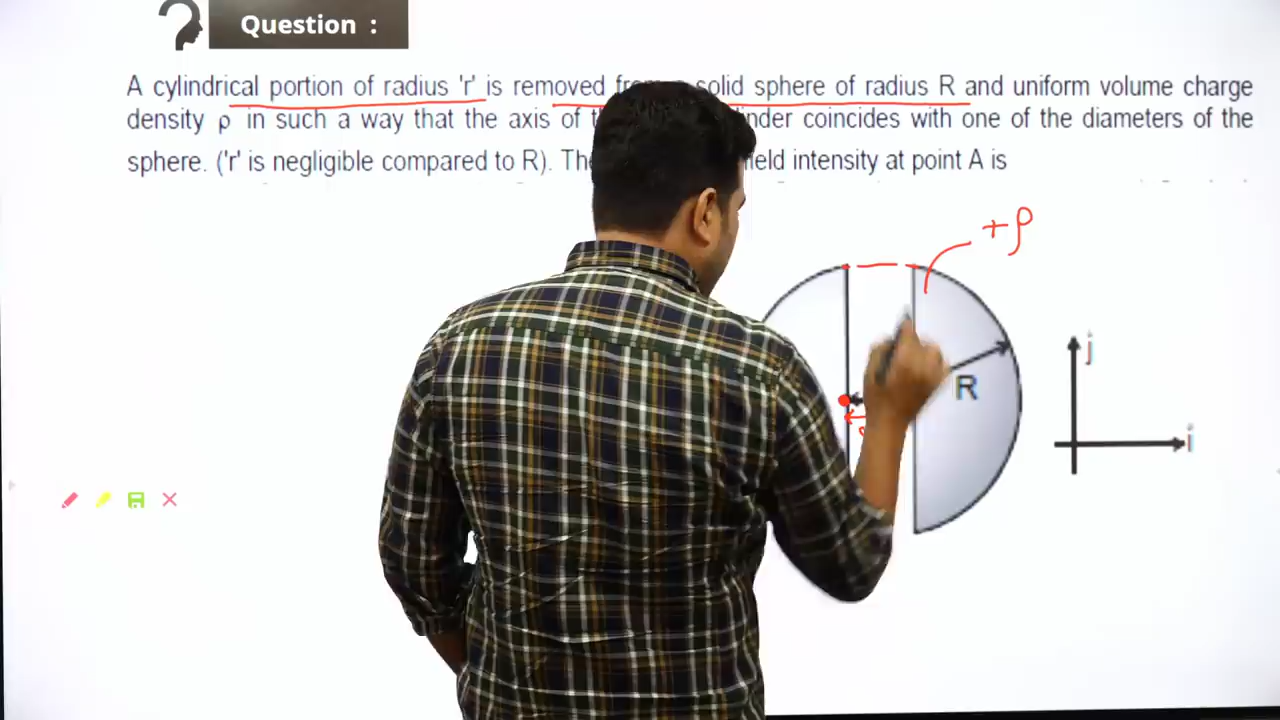 Question :
A cylindrical portion of radius 'r' is removed solid sphere of radius R and uniform volume charge
density ρ in such a way that the axis of coincides with one of the diameters of the
sphere. ('r' is negligible compared to R). intensity at point A is
+ρ
R
j
i